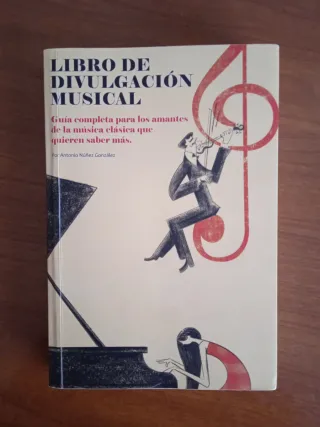 LIBRO DE
DIVULGACIÓN
MUSICAL
Guía completa para los amantes
de la música clásica que
quieren saber más.
Por Antonio Núñez González